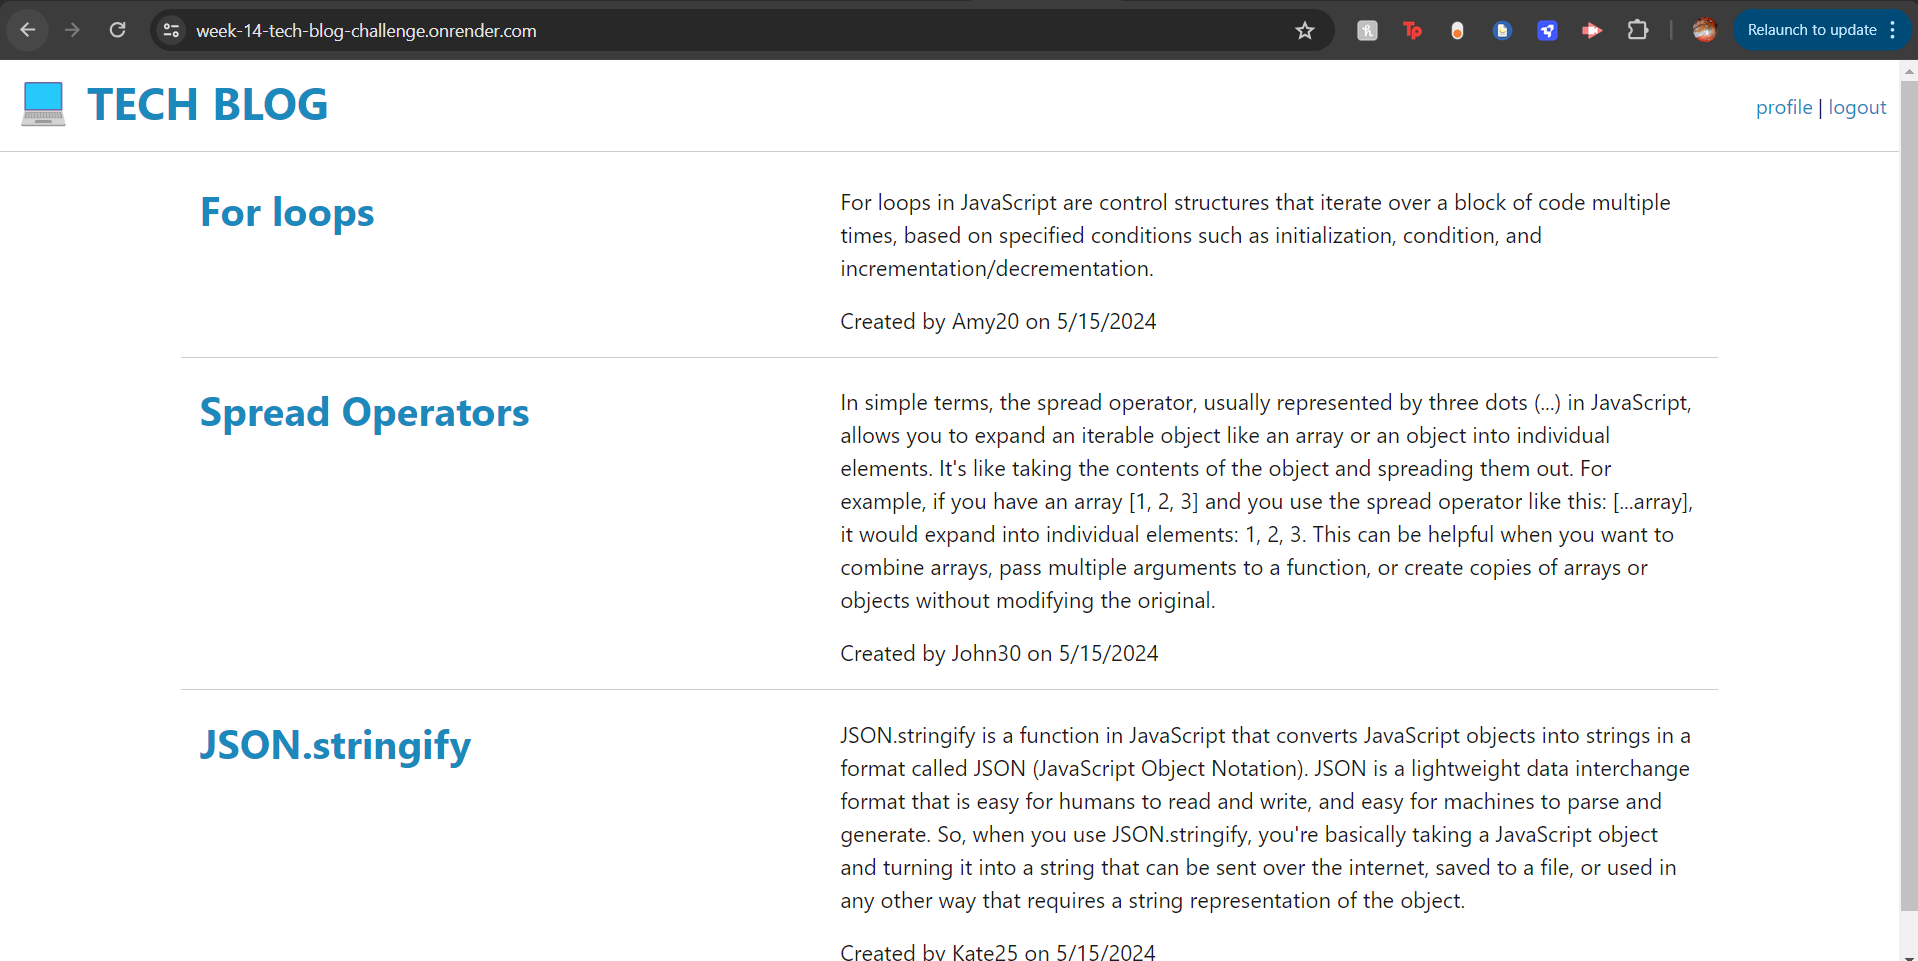 week-14-tech-blog-challenge.onrender.com
Relaunch to update
TECH BLOG
profile | logout
For loops
For loops in JavaScript are control structures that iterate over a block of code multiple
times, based on specified conditions such as initialization, condition, and
incrementation/decrementation.
Created by Amy20 on 5/15/2024
Spread Operators
In simple terms, the spread operator, usually represented by three dots (...) in JavaScript,
allows you to expand an iterable object like an array or an object into individual
elements. It's like taking the contents of the object and spreading them out. For
example, if you have an array [1, 2, 3] and you use the spread operator like this: [...array],
it would expand into individual elements: 1, 2, 3. This can be helpful when you want to
combine arrays, pass multiple arguments to a function, or create copies of arrays or
objects without modifying the original.
Created by John30 on 5/15/2024
JSON.stringify
JSON.stringify is a function in JavaScript that converts JavaScript objects into strings in a
format called JSON (JavaScript Object Notation). JSON is a lightweight data interchange
format that is easy for humans to read and write, and easy for machines to parse and
generate. So, when you use JSON.stringify, you're basically taking a JavaScript object
and turning it into a string that can be sent over the internet, saved to a file, or used in
any other way that requires a string representation of the object.
Created by Kate25 on 5/15/2024